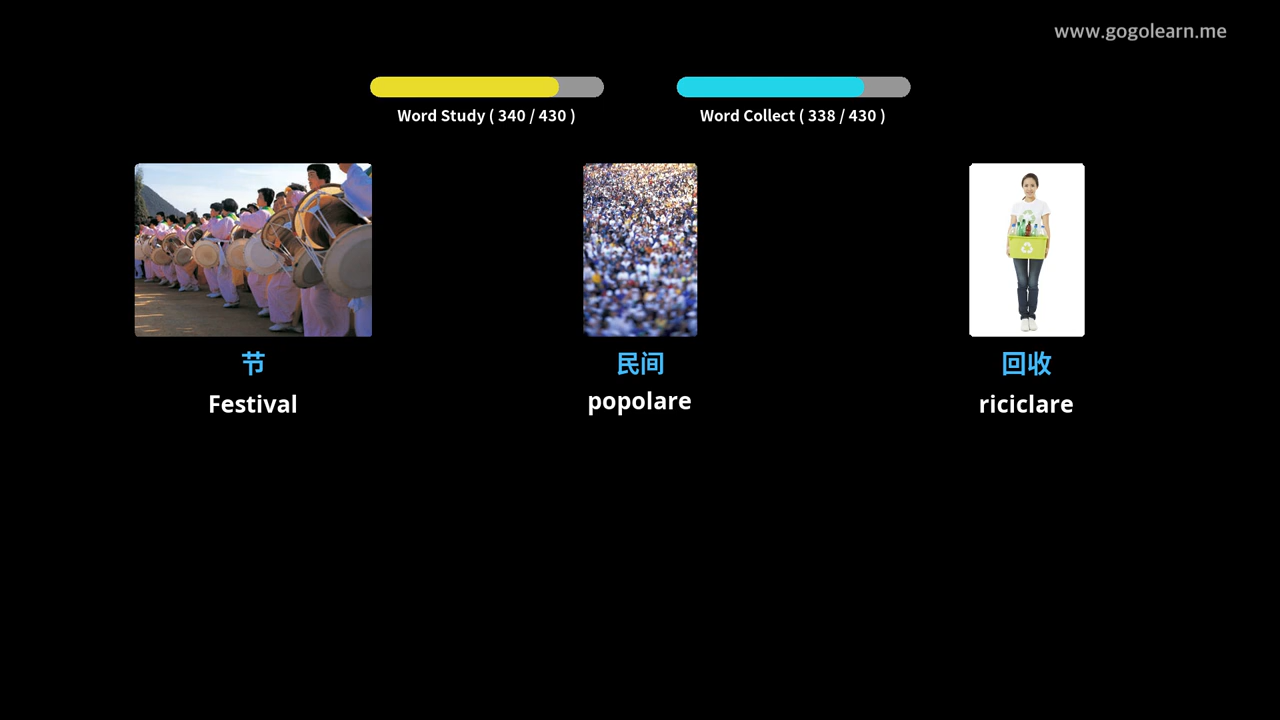 www.gogolearn.me
Word Study ( 340 / 430 )
Word Collect ( 338 / 430 )
节
民间
回收
Festival
popolare
riciclare